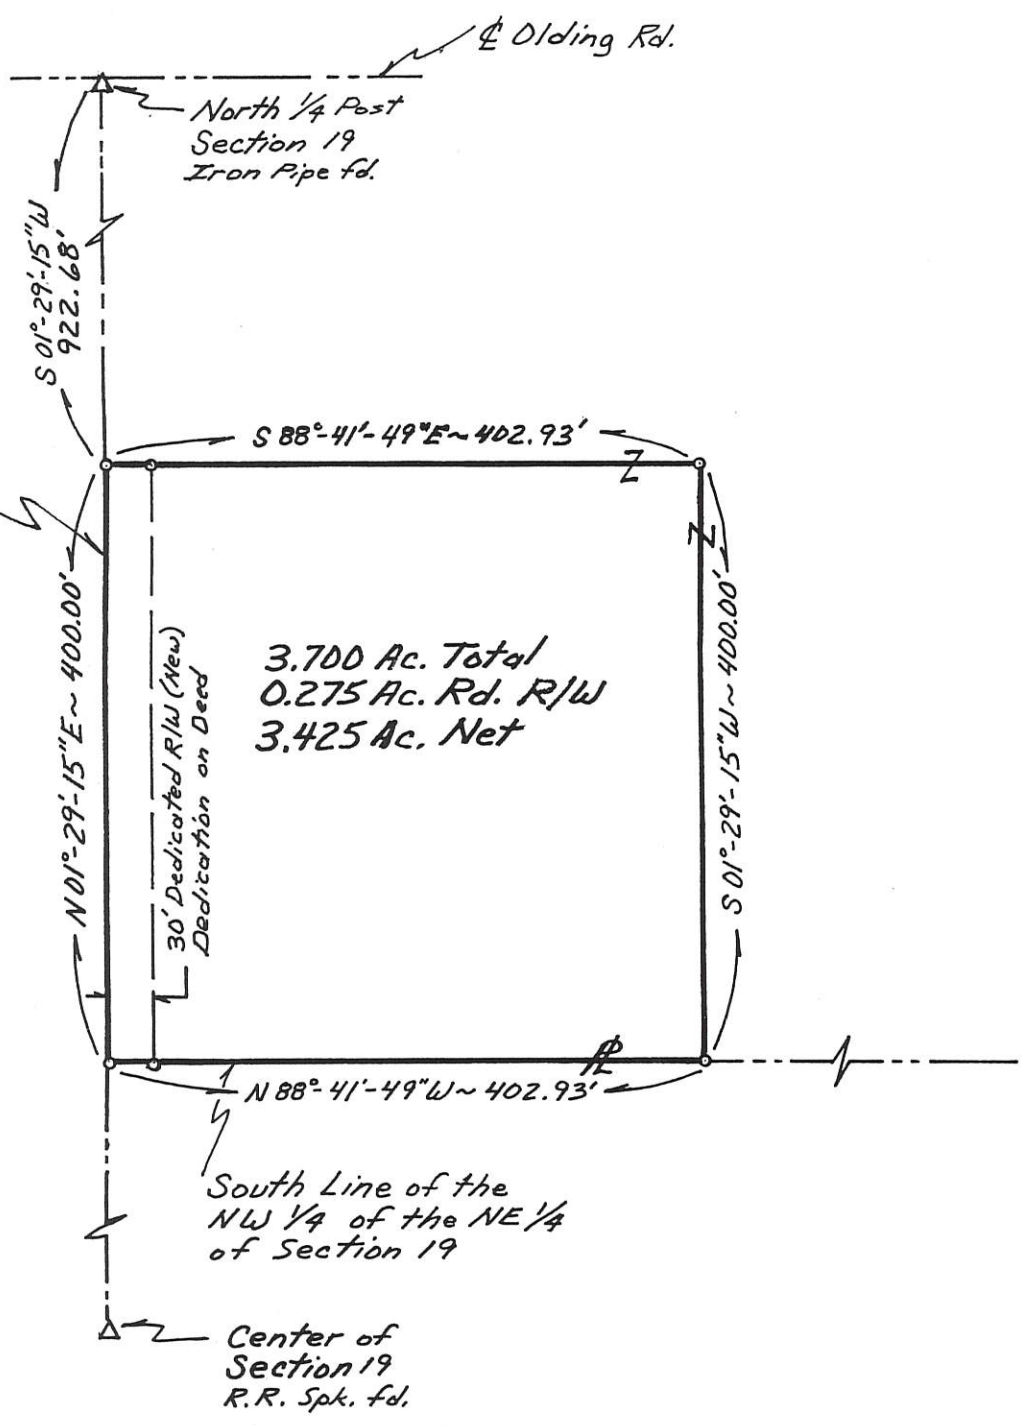 ℄ Olding Rd.
North 1/4 Post
Section 19
Iron Pipe fd.
S 01°-29'-15"W
922.68'
S 88°-41'-49"E ~ 402.93'
N 01°-29'-15"E ~ 400.00'
30' Dedicated R/W (New)
Dedication on Deed
3.700 Ac. Total
0.275 Ac. Rd. R/W
3.425 Ac. Net
S 01°-29'-15"W ~ 400.00'
N 88°-41'-49"W ~ 402.93'
South Line of the
NW 1/4 of the NE 1/4
of Section 19
Center of
Section 19
R.R. Spk. fd.